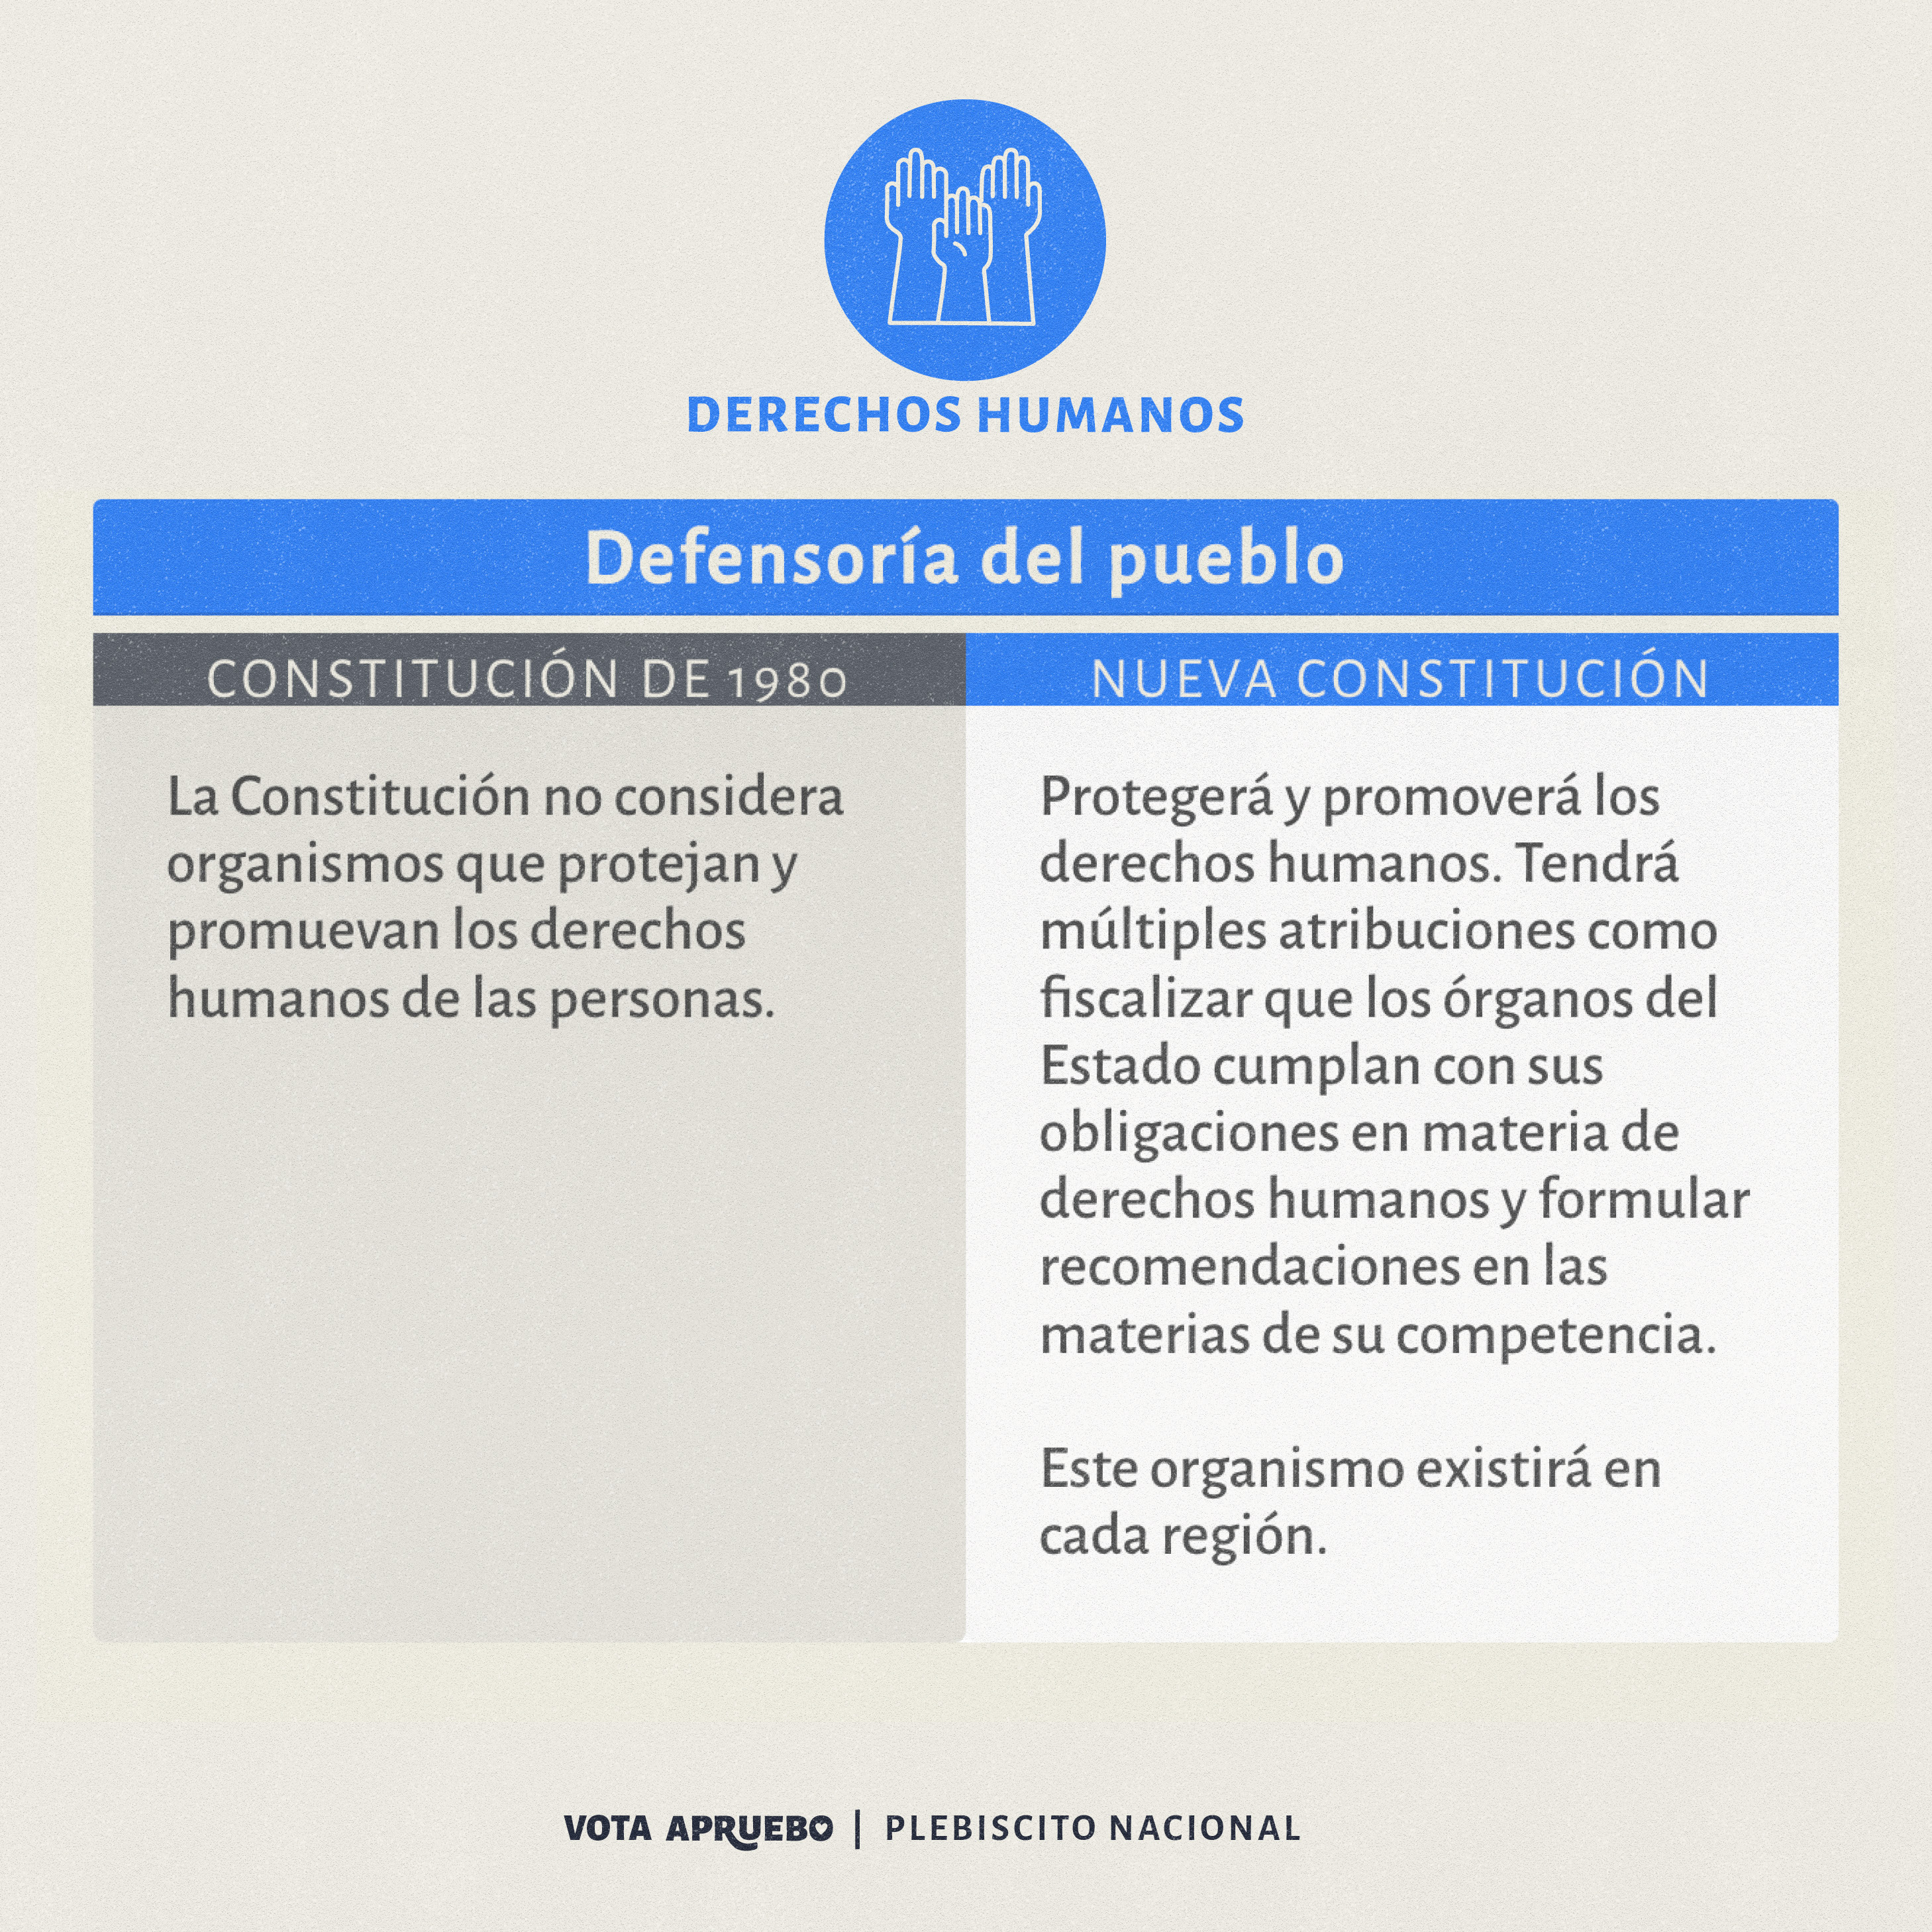 DERECHOS HUMANOS
Defensoría del pueblo
CONSTITUCIÓN DE 1980
La Constitución no considera
organismos que protejan y
promuevan los derechos
humanos de las personas.
NUEVA CONSTITUCIÓN
Protegerá y promoverá los
derechos humanos. Tendrá
múltiples atribuciones como
fiscalizar que los órganos del
Estado cumplan con sus
obligaciones en materia de
derechos humanos y formular
recomendaciones en las
materias de su competencia.
Este organismo existirá en
cada región.
VOTA APRUEBO | PLEBISCITO NACIONAL